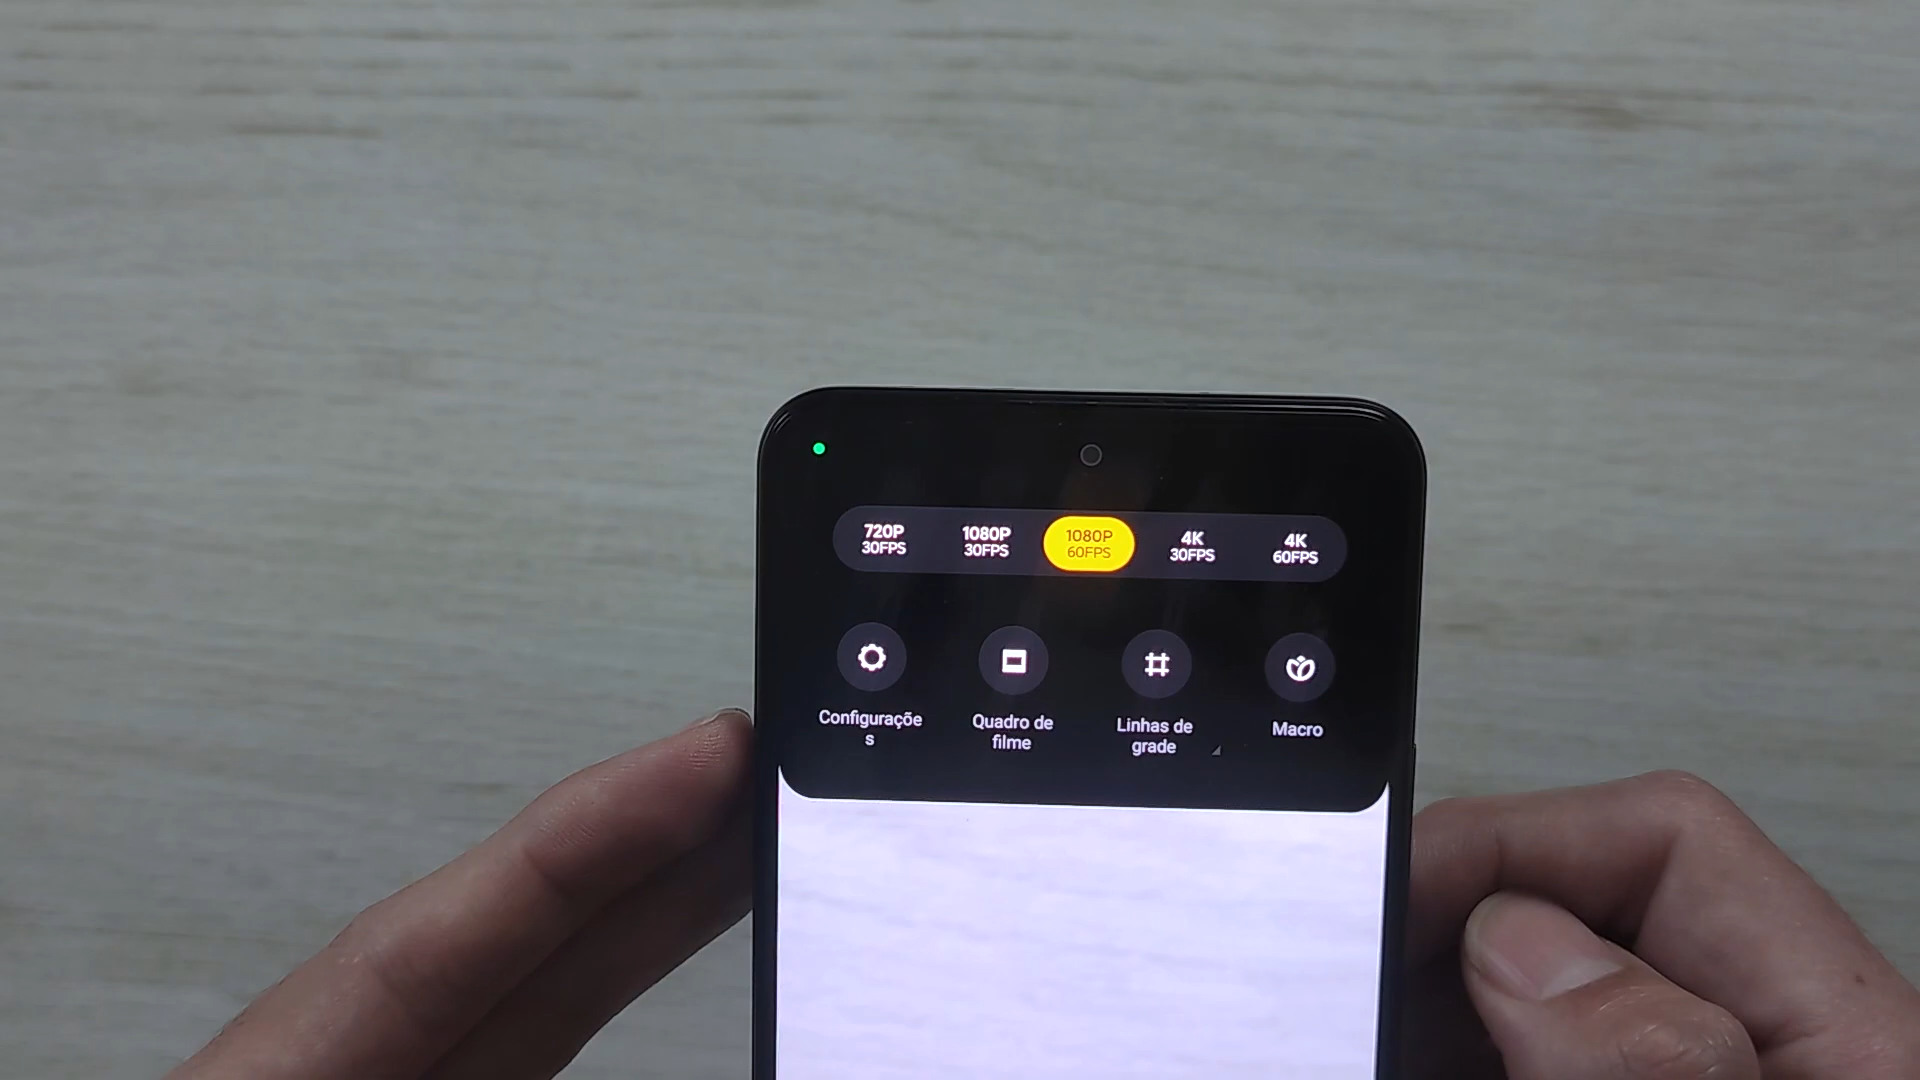 720P
30FPS
1080P
30FPS
1080P
60FPS
4K
30FPS
4K
60FPS
Configuraçõe
s
Quadro de
filme
Linhas de
grade
Macro